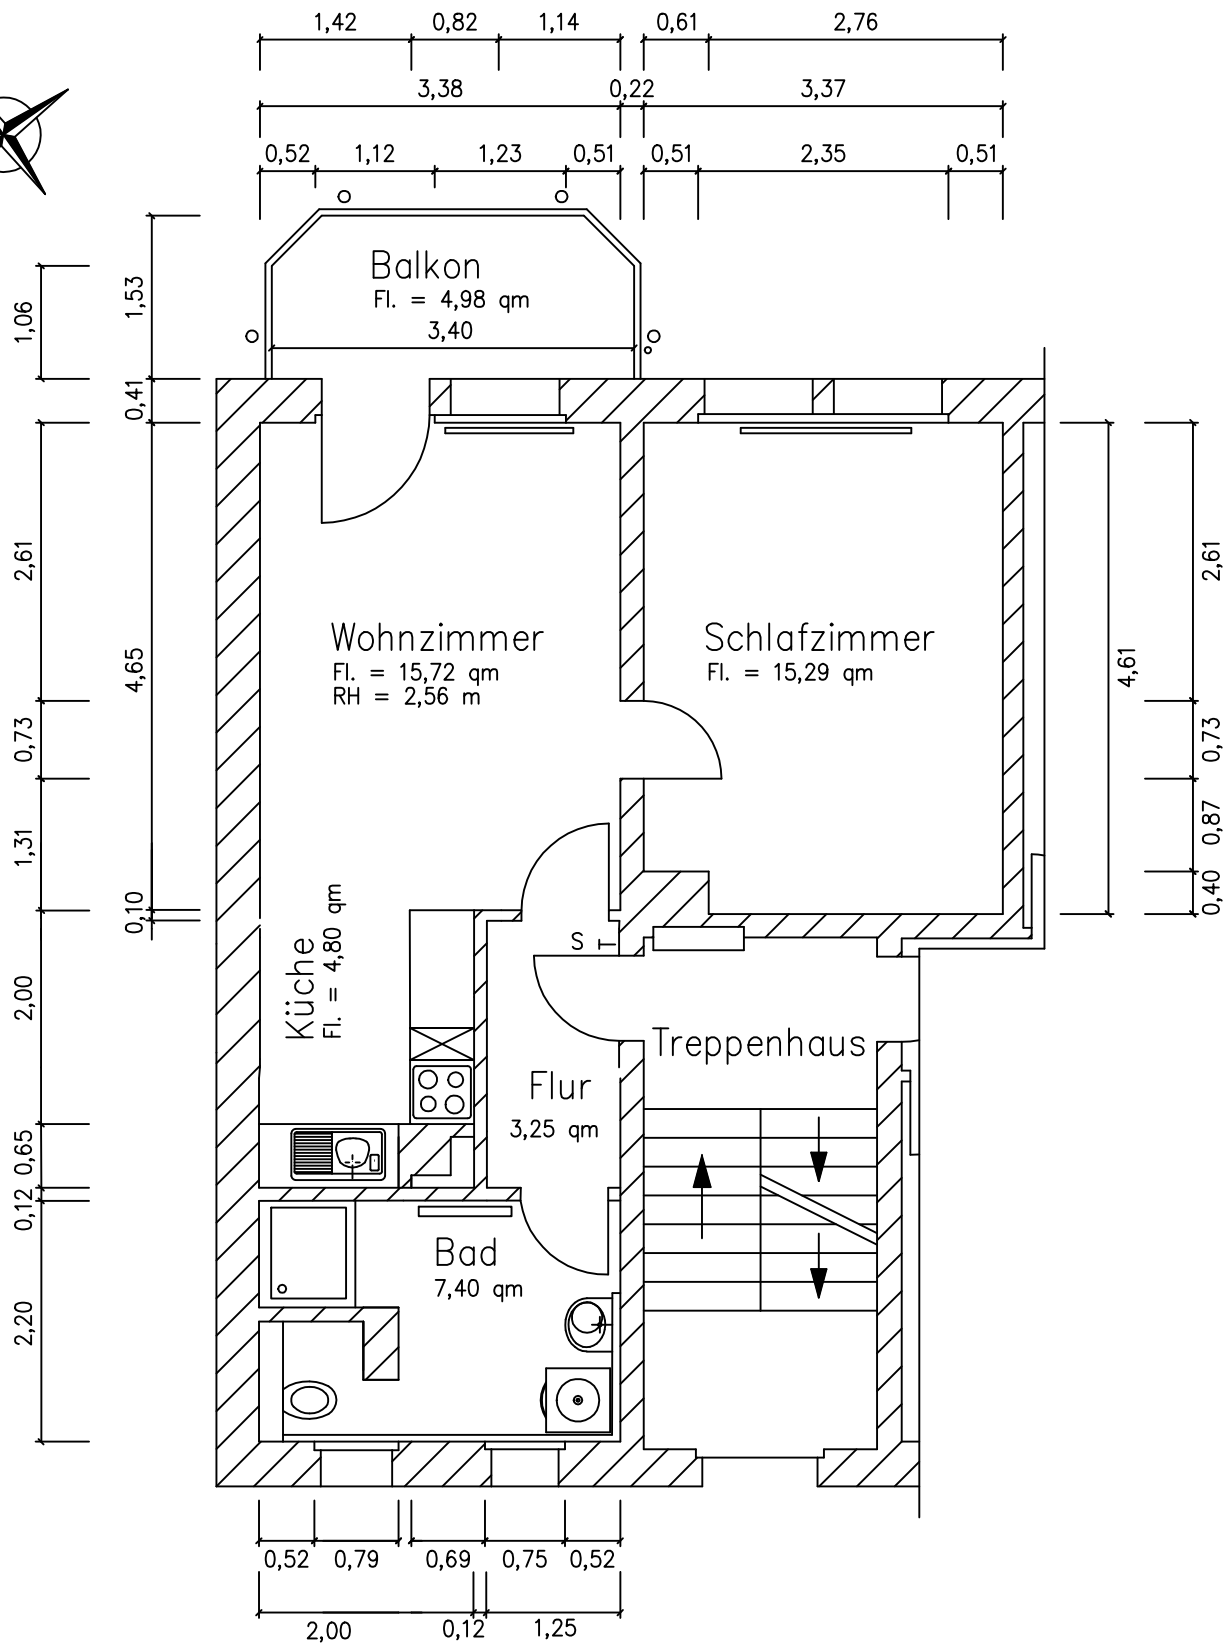 1,42 0,82 1,14 0,61 2,76
3,38 0,22 3,37
0,52 1,12 1,23 0,51 0,51 2,35 0,51
1,06
1,53
0,41
Balkon
Fl. = 4,98 qm
3,40
2,61
4,65
0,73
1,31
0,10
2,00
0,65
0,12
2,20
Wohnzimmer
Fl. = 15,72 qm
RH = 2,56 m
Schlafzimmer
Fl. = 15,29 qm
4,61
2,61
0,73
0,87
0,40
Küche
Fl. = 4,80 qm
S T
Treppenhaus
Flur
3,25 qm
Bad
7,40 qm
0,52 0,79 0,69 0,75 0,52
2,00 0,12 1,25